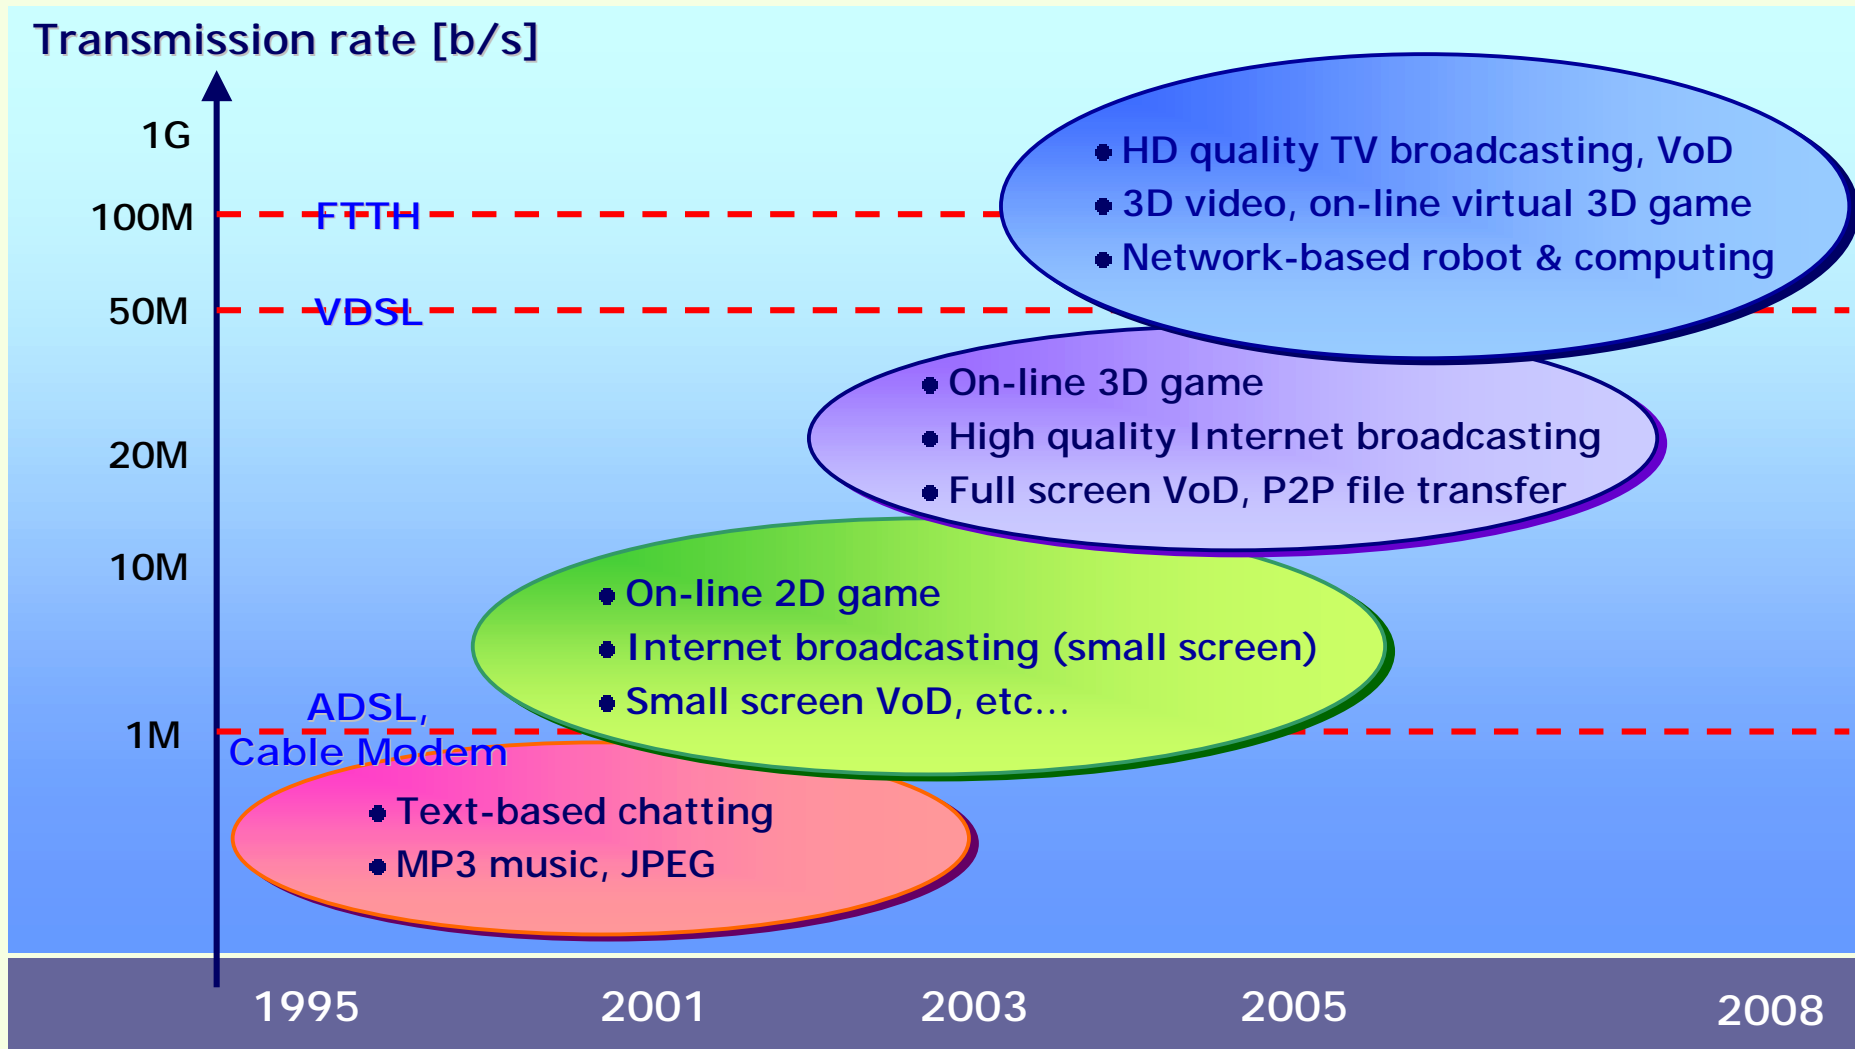 Transmission rate [b/s]
1G
100M
FTTH
50M
VDSL
20M
10M
1M
ADSL,
Cable Modem
• HD quality TV broadcasting, VoD
• 3D video, on-line virtual 3D game
• Network-based robot & computing
• On-line 3D game
• High quality Internet broadcasting
• Full screen VoD, P2P file transfer
• On-line 2D game
• Internet broadcasting (small screen)
• Small screen VoD, etc…
• Text-based chatting
• MP3 music, JPEG
1995 2001 2003 2005 2008